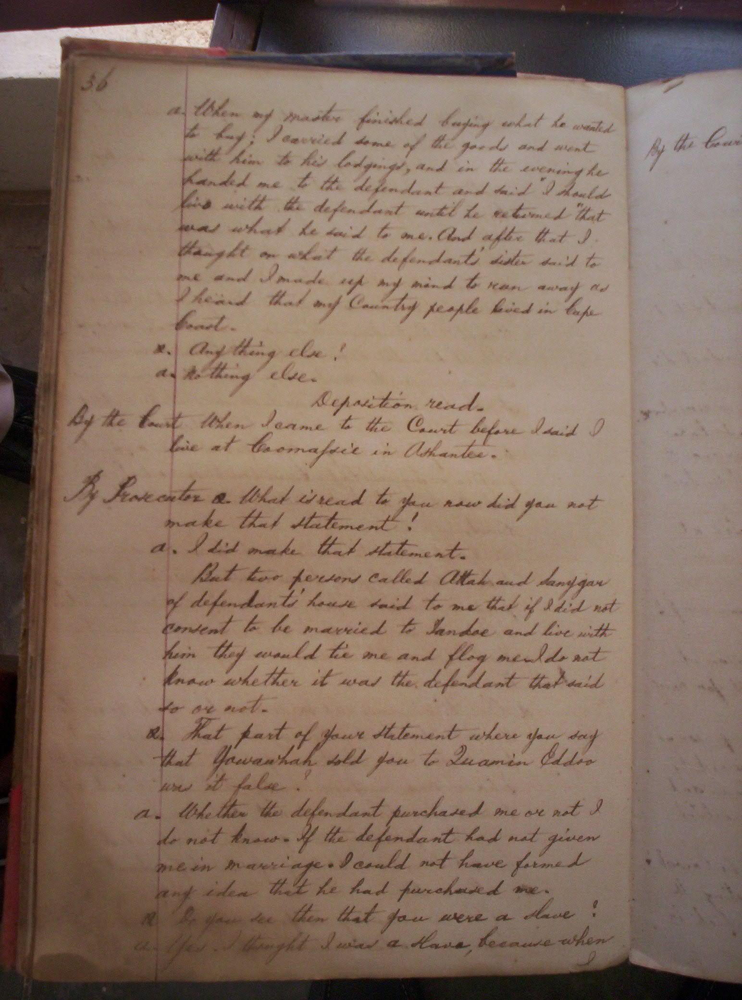 36
a. When my master finished buying what he wanted
to buy; I carried some of the goods and went
with him to his lodgings, and in the evening he
handed me to the defendant and said "I should
live with the defendant until he returned" that
was what he said to me. And after that I
thought on what the defendants' sister said to
me and I made up my mind to run away as
I heard that my Country people lived in Cape
Coast.
Q. Any thing else?
a. No thing else.
Deposition read.
By the Court When I came to the Court before I said I
live at Coomassie in Ashantee.
By Prosecutor Q. What is read to you now did you not
make that statement?
a. I did make that statement.
But two persons called Attah and Sanygar
of defendants' house said to me that if I did not
consent to be married to Sandoe and live with
him they would tie me and flog me. I do not
know whether it was the defendant that said
so or not.
Q. That part of your statement where you say
that Yowawhah sold you to Quamin Eddoo
was it false?
a. Whether the defendant purchased me or not I
do not know. If the defendant had not given
me in marriage. I could not have formed
any idea that he had purchased me.
Q Do you see then that you were a slave?
a. Yes. I thought I was a slave, because when
I
By the Cour